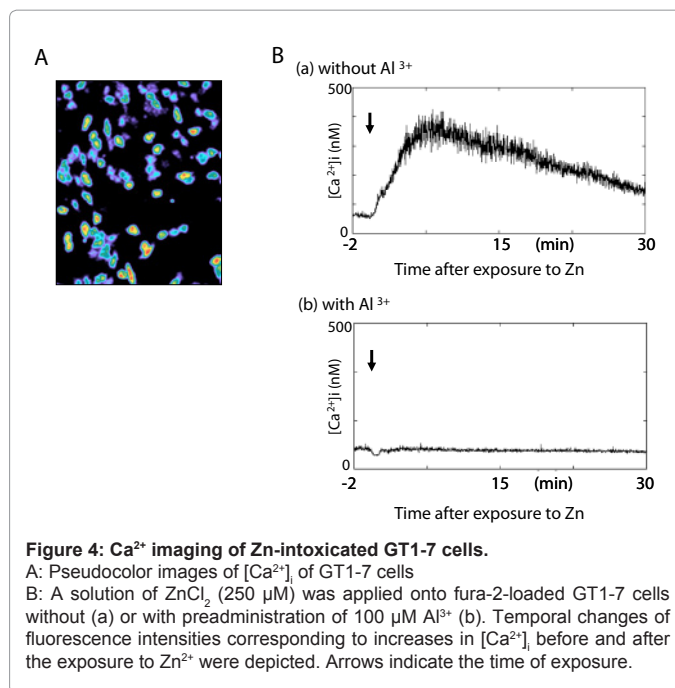 A
B
(a) without Al ³⁺
500
[Ca ²⁺]i (nM)
0
-2 15 (min) 30
Time after exposure to Zn
(b) with Al ³⁺
500
[Ca ²⁺]i (nM)
0
-2 15 (min) 30
Time after exposure to Zn
Figure 4: Ca²⁺ imaging of Zn-intoxicated GT1-7 cells.
A: Pseudocolor images of [Ca²⁺]ᵢ of GT1-7 cells
B: A solution of ZnCl₂ (250 µM) was applied onto fura-2-loaded GT1-7 cells
without (a) or with preadministration of 100 µM Al³⁺ (b). Temporal changes of
fluorescence intensities corresponding to increases in [Ca²⁺]ᵢ before and after
the exposure to Zn²⁺ were depicted. Arrows indicate the time of exposure.